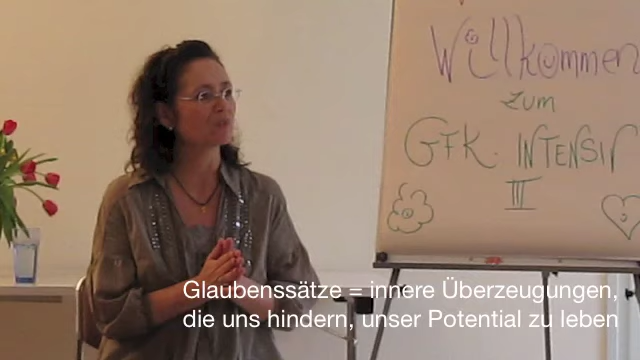 Willkommen
zum
GFK-INTENSIV
III
Glaubenssätze = innere Überzeugungen,
die uns hindern, unser Potential zu leben